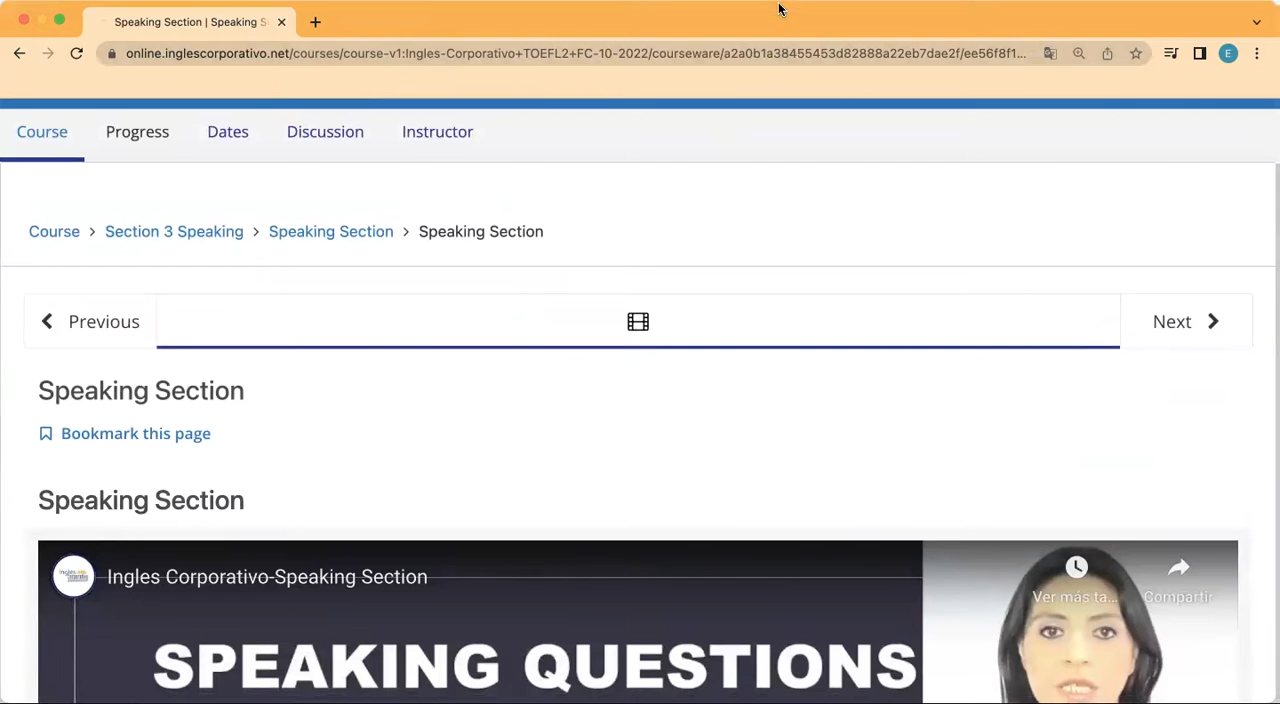 Speaking Section | Speaking S
online.inglescorporativo.net/courses/course-v1:Ingles-Corporativo+TOEFL2+FC-10-2022/courseware/a2a0b1a38455453d82888a22eb7dae2f/ee56f8f1...
E
Course Progress Dates Discussion Instructor
Course > Section 3 Speaking > Speaking Section > Speaking Section
Previous
Next
Speaking Section
Bookmark this page
Speaking Section
Ingles Corporativo-Speaking Section
Ver más ta...
Compartir
SPEAKING QUESTIONS